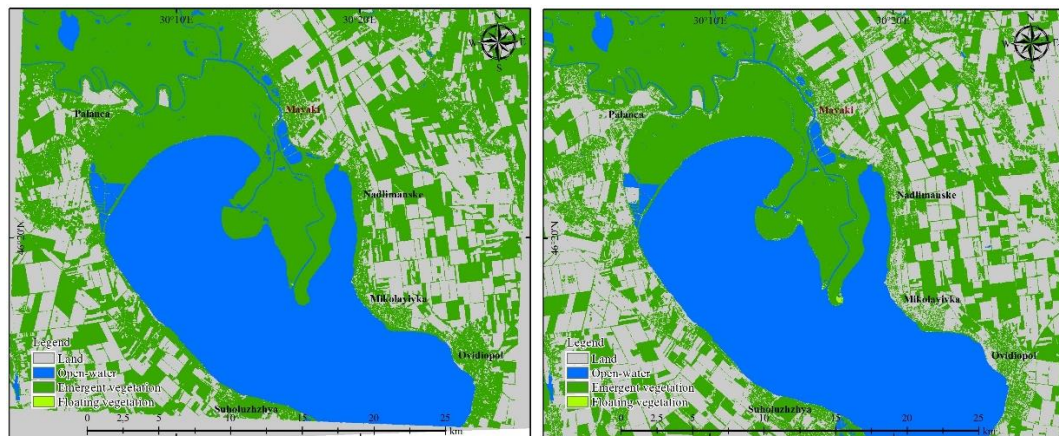 30°10'E
30°20'E
N
W E
S
Palanca
Mayaki
Nadlimanske
46°20'N
Mikolayivka
Ovidiopol
Suholuzhzhya
Legend
Land
Open-water
Emergent vegetation
Floating vegetation
0 2.5 5 10 15 20 25
km
30°10'E
30°20'E
N
W E
S
Palanca
Mayaki
Nadlimanske
46°20'N
Mikolayivka
Ovidiopol
Suholuzhzhya
Legend
Land
Open-water
Emergent vegetation
Floating vegetation
0 2.5 5 10 15 20 25
km